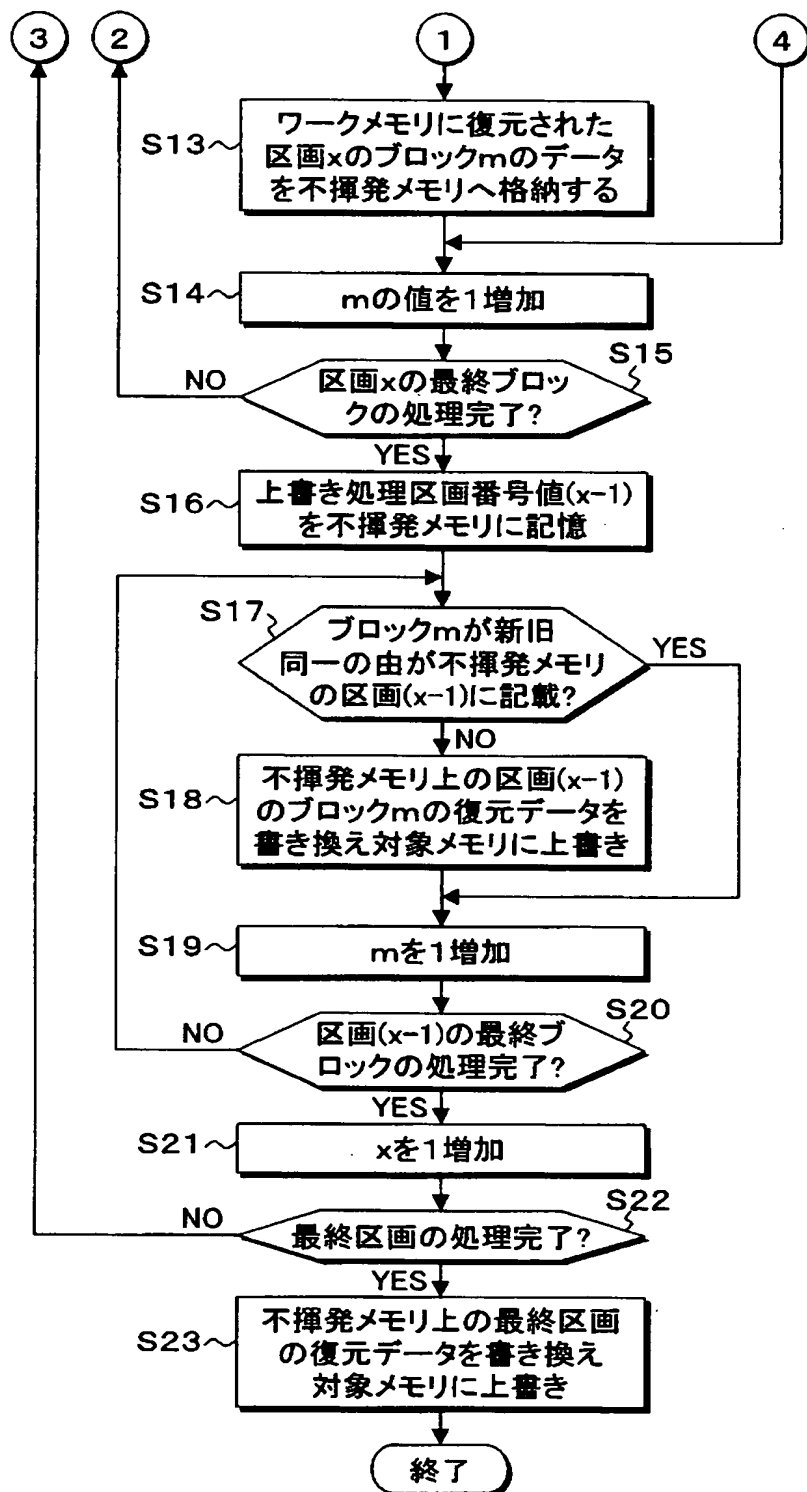 3
2
1
4
S13
ワークメモリに復元された
区画xのブロックmのデータ
を不揮発メモリへ格納する
S14
mの値を1増加
S15
NO
区画xの最終ブロッ
クの処理完了?
YES
S16
上書き処理区画番号値(x-1)
を不揮発メモリに記憶
S17
ブロックmが新旧
同一の由が不揮発メモリ
の区画(x-1)に記載?
YES
NO
S18
不揮発メモリ上の区画(x-1)
のブロックmの復元データを
書き換え対象メモリに上書き
S19
mを1増加
S20
NO
区画(x-1)の最終ブ
ロックの処理完了?
YES
S21
xを1増加
S22
NO
最終区画の処理完了?
YES
S23
不揮発メモリ上の最終区画
の復元データを書き換え
対象メモリに上書き
終了